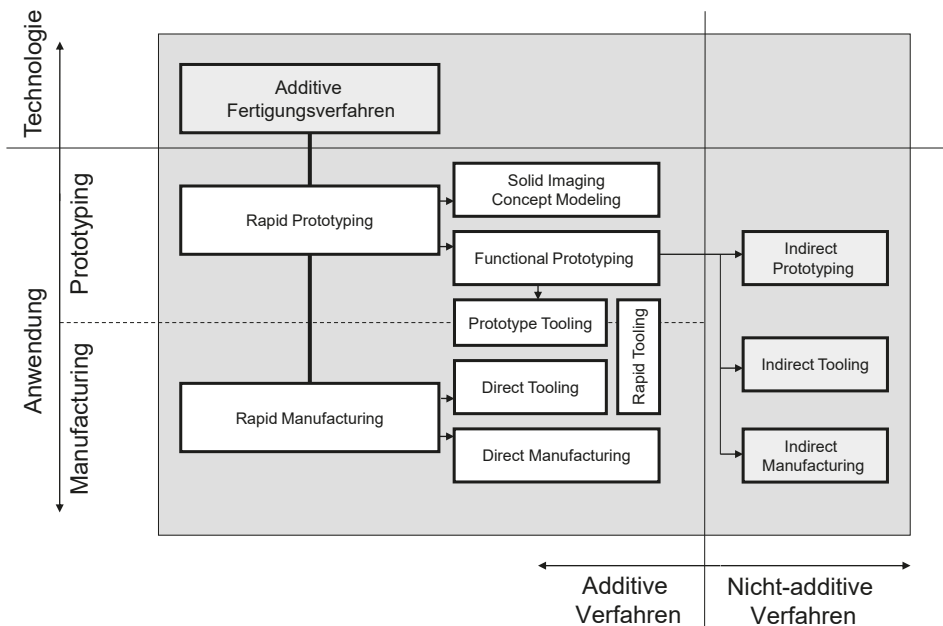 Technologie
Additive
Fertigungsverfahren
Anwendung
Prototyping
Manufacturing
Rapid Prototyping
Solid Imaging
Concept Modeling
Functional Prototyping
Indirect
Prototyping
Prototype Tooling
Rapid Tooling
Indirect Tooling
Rapid Manufacturing
Direct Tooling
Direct Manufacturing
Indirect
Manufacturing
Additive
Verfahren
Nicht-additive
Verfahren